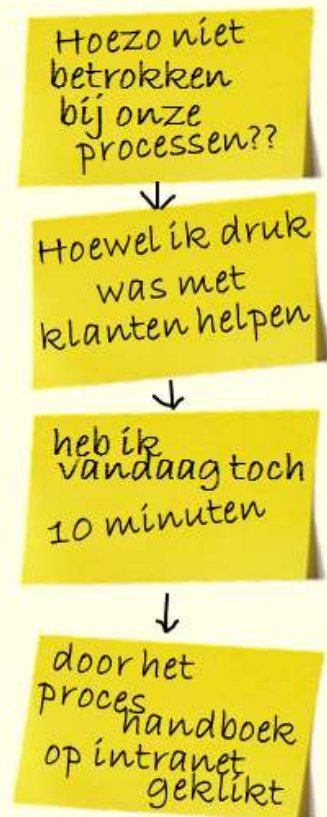 Hoezo niet
betrokken
bij onze
processen??
Hoewel ik druk
was met
klanten helpen
heb ik
vandaag toch
10 minuten
door het
proces
handboek
op intranet
geklikt